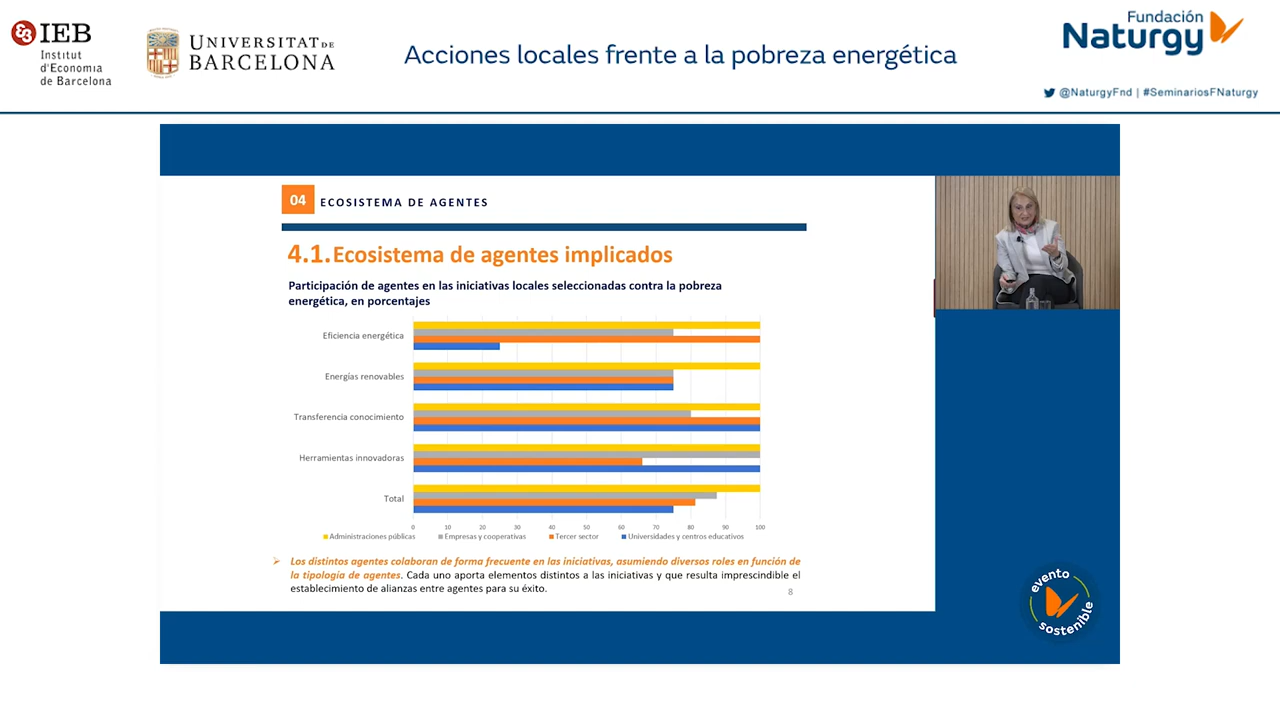 IEB
Institut
d'Economia
de Barcelona
UNIVERSITAT DE
BARCELONA
Acciones locales frente a la pobreza energética
Fundación
Naturgy
@NaturgyFnd | #SeminariosFNaturgy
04 ECOSISTEMA DE AGENTES
4.1. Ecosistema de agentes implicados
Participación de agentes en las iniciativas locales seleccionadas contra la pobreza
energética, en porcentajes
Eficiencia energética
Energías renovables
Transferencia conocimiento
Herramientas innovadoras
Total
0 10 20 30 40 50 60 70 80 90 100
Administraciones públicas Empresas y cooperativas Tercer sector Universidades y centros educativos
Los distintos agentes colaboran de forma frecuente en las iniciativas, asumiendo diversos roles en función de
la tipología de agentes. Cada uno aporta elementos distintos a las iniciativas y que resulta imprescindible el
establecimiento de alianzas entre agentes para su éxito.
8
evento
sostenible